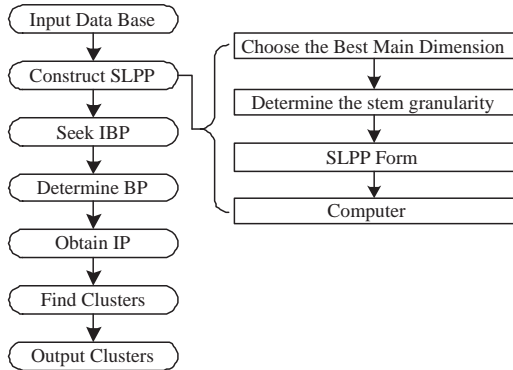 Input Data Base
Construct SLPP
Seek IBP
Determine BP
Obtain IP
Find Clusters
Output Clusters
Choose the Best Main Dimension
Determine the stem granularity
SLPP Form
Computer